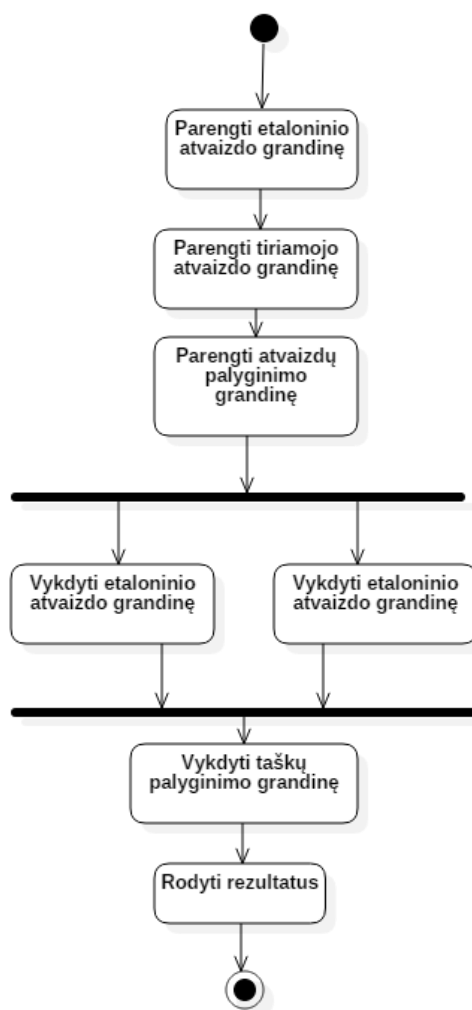 Parengti etaloninio
atvaizdo grandinę
Parengti tiriamojo
atvaizdo grandinę
Parengti atvaizdų
palyginimo
grandinę
Vykdyti etaloninio
atvaizdo grandinę
Vykdyti etaloninio
atvaizdo grandinę
Vykdyti taškų
palyginimo grandinę
Rodyti rezultatus